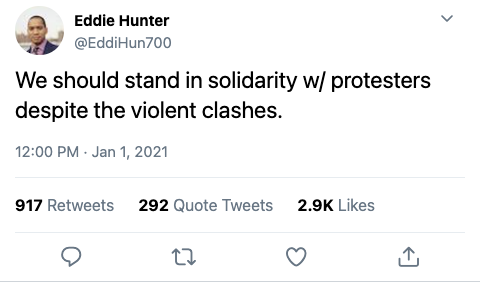 Eddie Hunter
@EddiHun700
We should stand in solidarity w/ protesters
despite the violent clashes.
12:00 PM · Jan 1, 2021
917 Retweets 292 Quote Tweets 2.9K Likes